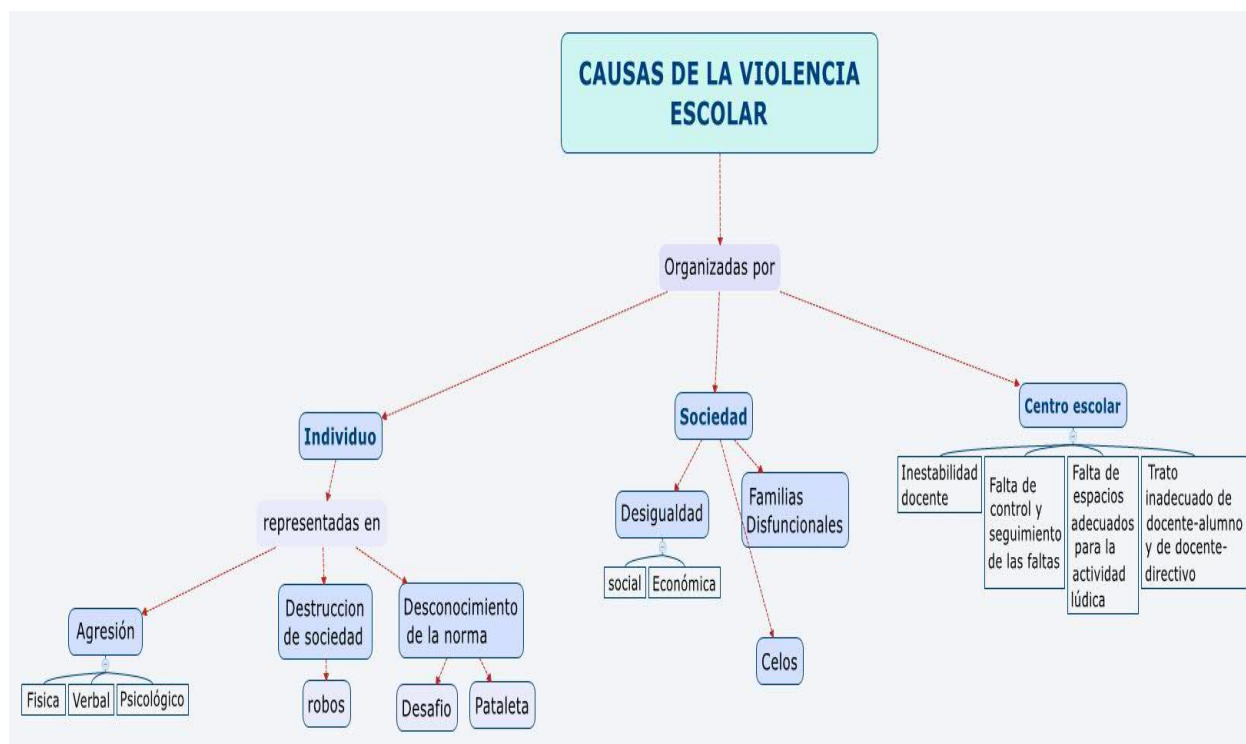 CAUSAS DE LA VIOLENCIA
ESCOLAR
Organizadas por
Individuo
representadas en
Agresión
Fisica
Verbal
Psicológico
Destruccion
de sociedad
robos
Desconocimiento
de la norma
Desafio
Pataleta
Sociedad
Desigualdad
social
Económica
Familias
Disfuncionales
Celos
Centro escolar
Inestabilidad
docente
Falta de
control y
seguimiento
de las faltas
Falta de
espacios
adecuados
para la
actividad
lúdica
Trato
inadecuado de
docente-alumno
y de docente-
directivo